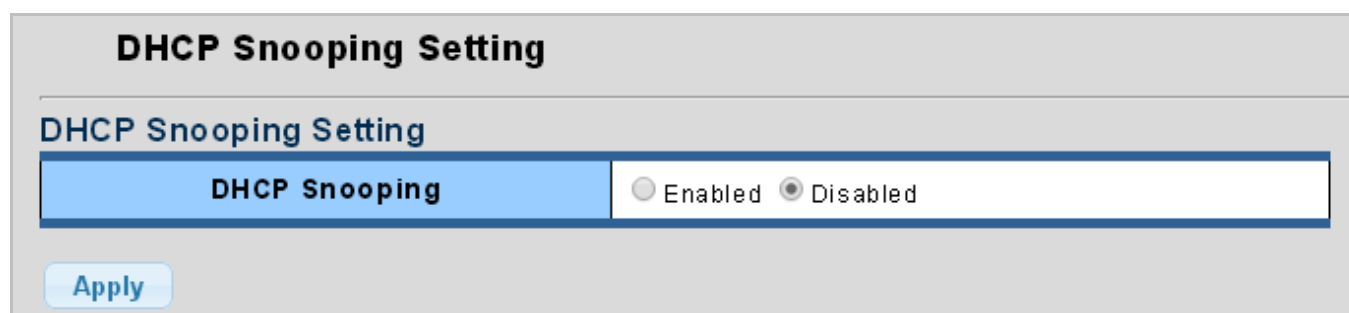 DHCP Snooping Setting
DHCP Snooping Setting
DHCP Snooping Enabled Disabled
Apply